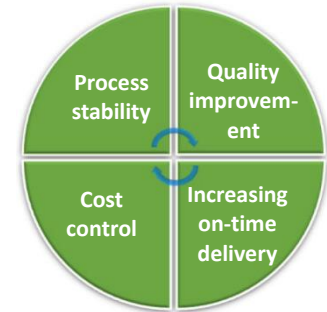 Process
stability
Quality
improvem-
ent
Cost
control
Increasing
on-time
delivery